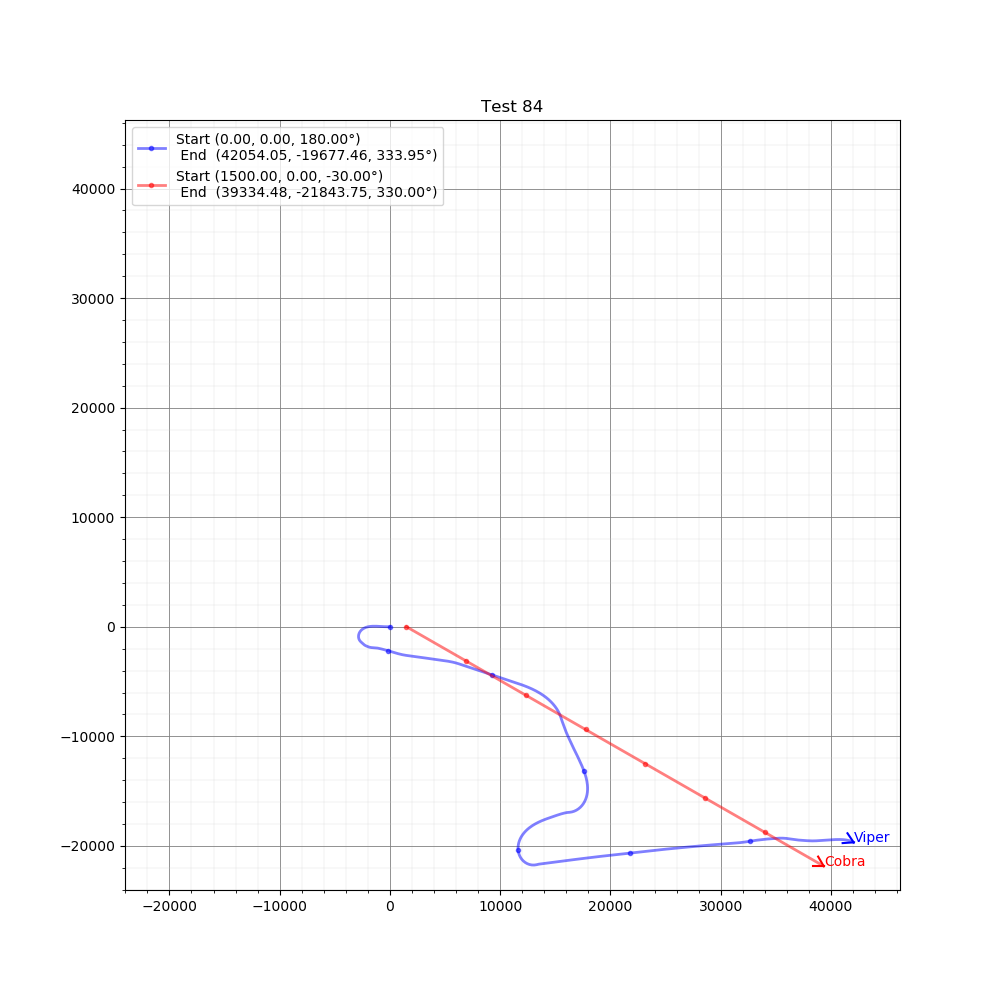 Test 84
Start (0.00, 0.00, 180.00°)
End  (42054.05, -19677.46, 333.95°)
Start (1500.00, 0.00, -30.00°)
End  (39334.48, -21843.75, 330.00°)
40000
30000
20000
10000
0
−10000
−20000
Viper
Cobra
−20000 −10000 0 10000 20000 30000 40000